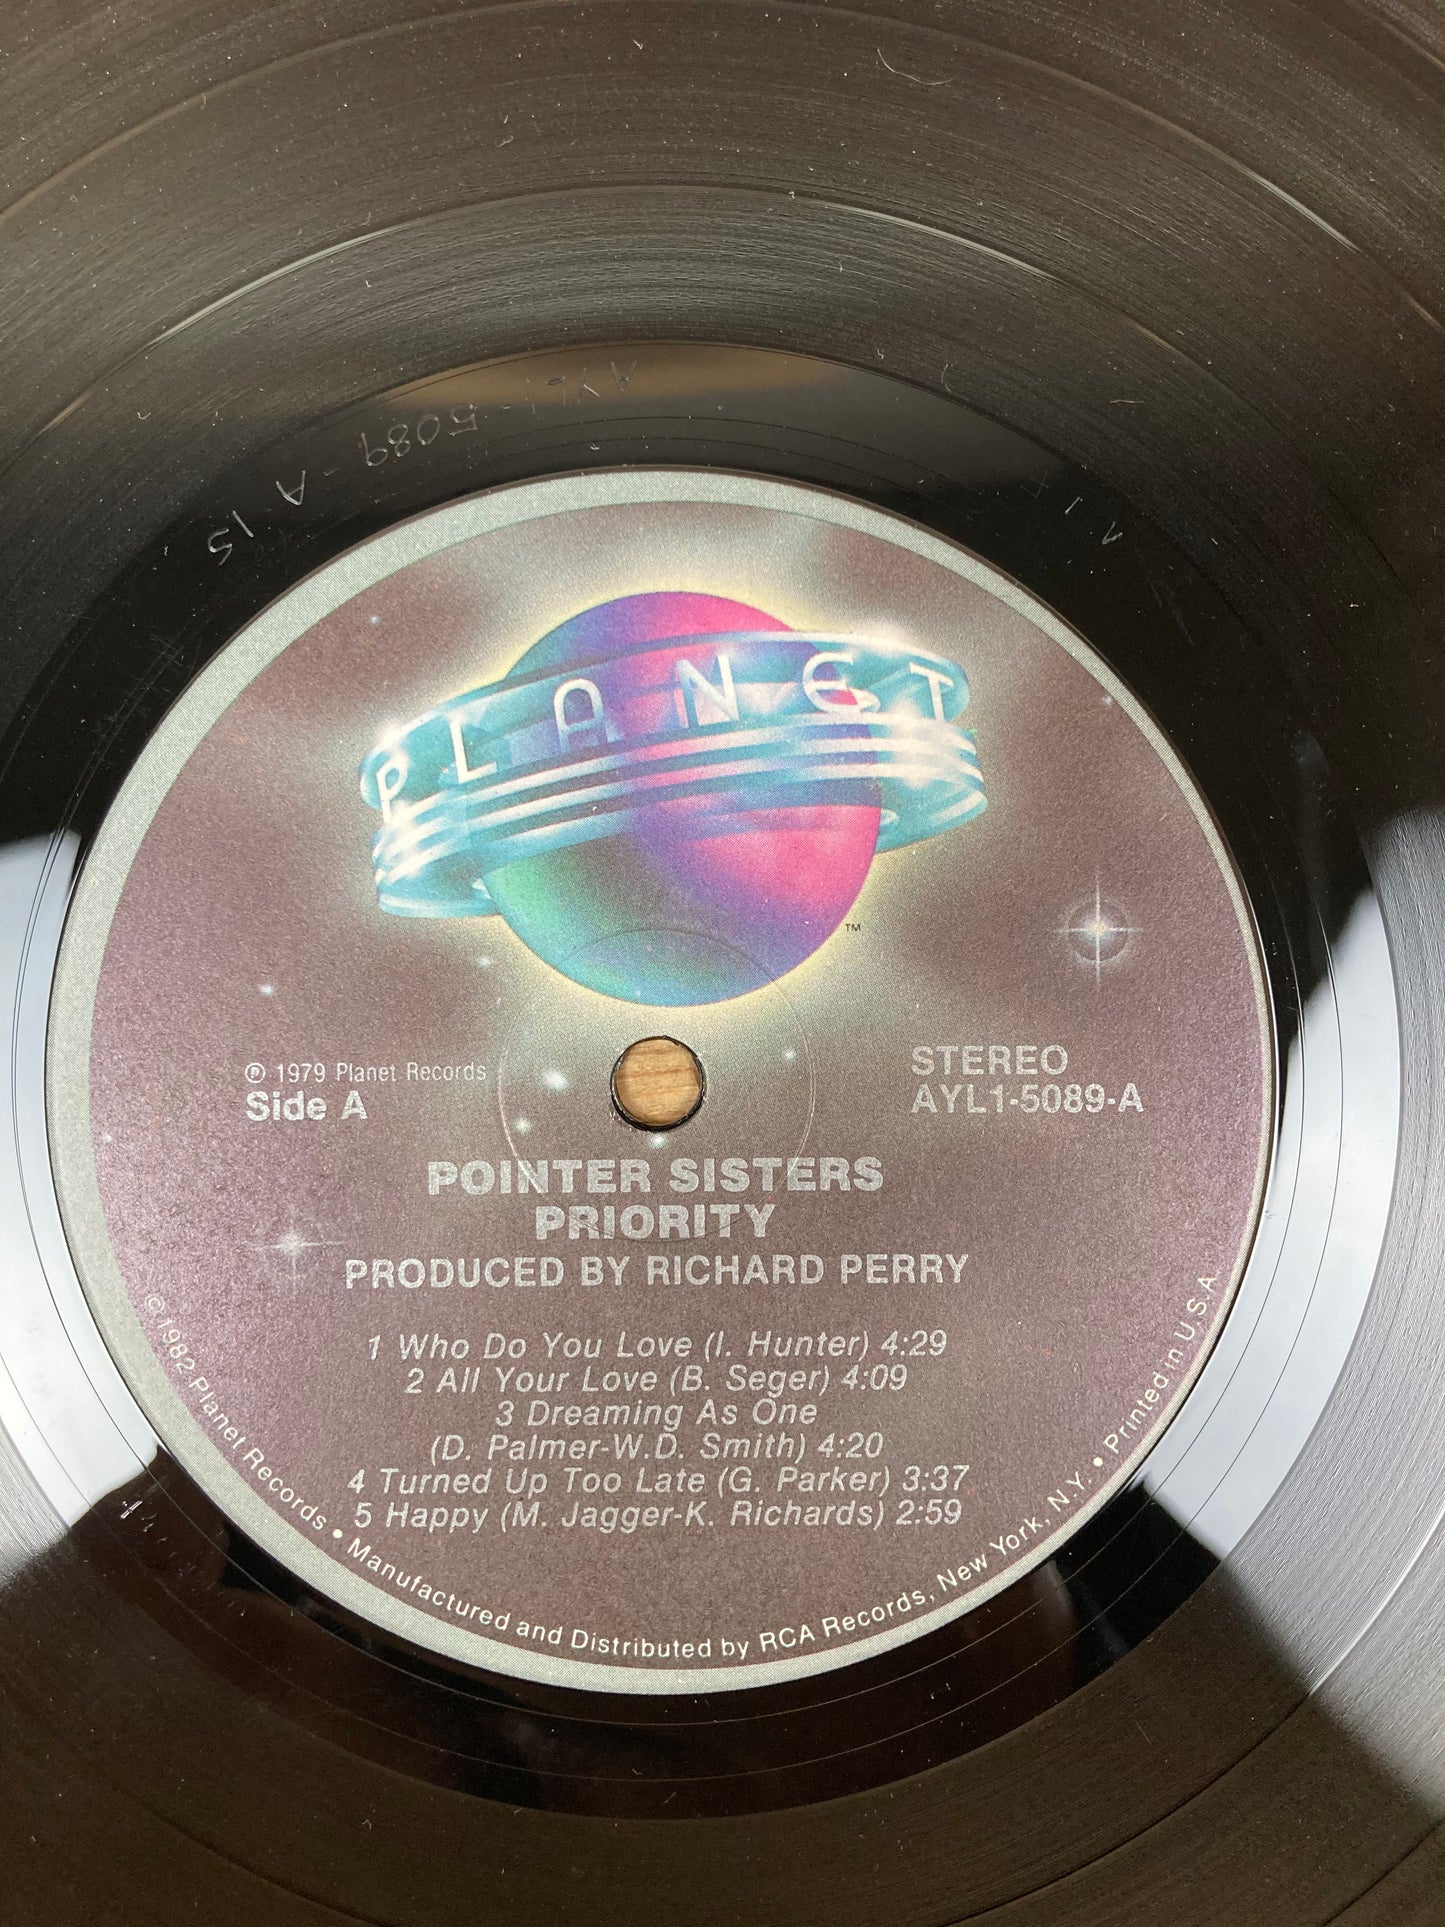 AYL1-5089-A-15
A1A
PLANET
TM
℗ 1979 Planet Records
Side A
STEREO
AYL1-5089-A
POINTER SISTERS
PRIORITY
PRODUCED BY RICHARD PERRY
1 Who Do You Love (I. Hunter) 4:29
2 All Your Love (B. Seger) 4:09
3 Dreaming As One
(D. Palmer-W.D. Smith) 4:20
4 Turned Up Too Late (G. Parker) 3:37
5 Happy (M. Jagger-K. Richards) 2:59
©1982 Planet Records • Manufactured and Distributed by RCA Records, New York, N.Y. • Printed in U.S.A